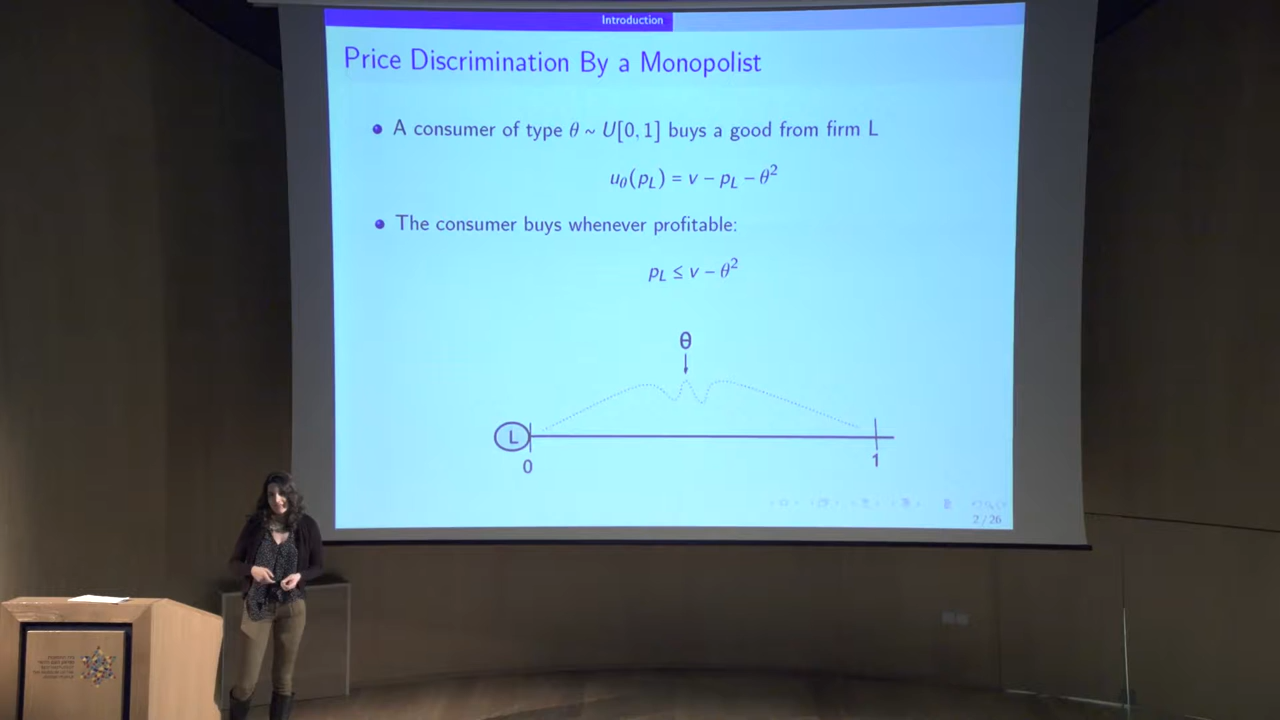 Introduction
Price Discrimination By a Monopolist
A consumer of type θ ~ U[0, 1] buys a good from firm L
u_θ(p_L) = v − p_L − θ²
The consumer buys whenever profitable:
p_L ≤ v − θ²
θ
L
0
1
2 / 26